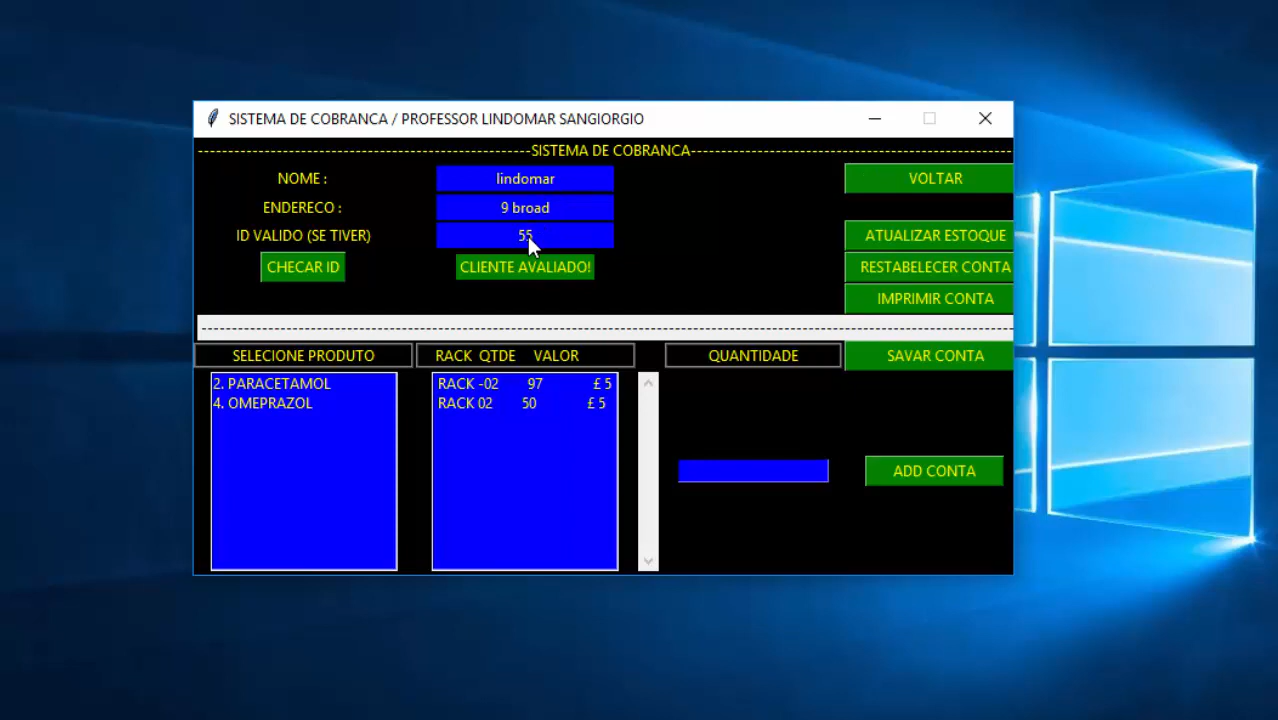 SISTEMA DE COBRANCA / PROFESSOR LINDOMAR SANGIORGIO
-----------------------------------------------------SISTEMA DE COBRANCA-----------------------------------------------------
NOME : lindomar VOLTAR
ENDERECO : 9 broad
ID VALIDO (SE TIVER) 55 ATUALIZAR ESTOQUE
CHECAR ID CLIENTE AVALIADO! RESTABELECER CONTA
IMPRIMIR CONTA
SELECIONE PRODUTO RACK QTDE VALOR QUANTIDADE SAVAR CONTA
2. PARACETAMOL RACK -02 97 £ 5
4. OMEPRAZOL RACK 02 50 £ 5
ADD CONTA